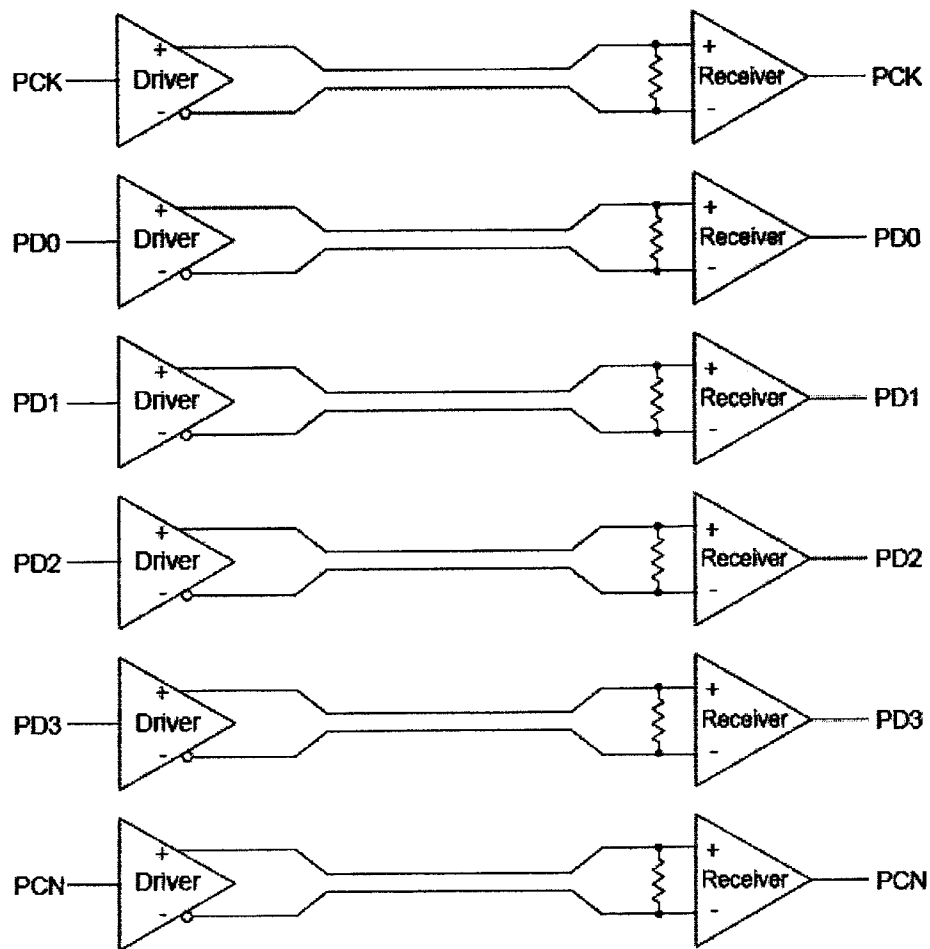 + +
PCK Driver Receiver PCK
- -
+ +
PD0 Driver Receiver PD0
- -
+ +
PD1 Driver Receiver PD1
- -
+ +
PD2 Driver Receiver PD2
- -
+ +
PD3 Driver Receiver PD3
- -
+ +
PCN Driver Receiver PCN
- -